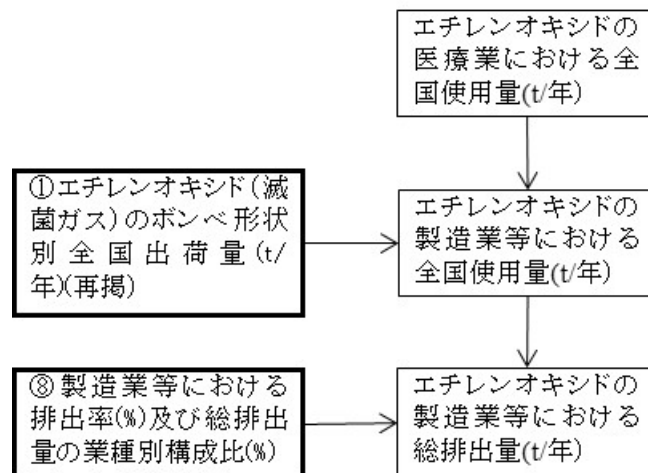 エチレンオキシドの
医療業における全
国使用量(t/年)
①エチレンオキシド(滅
菌ガス)のボンベ形状
別全国出荷量(t/
年)(再掲)
エチレンオキシドの
製造業等における
全国使用量(t/年)
⑧製造業等における
排出率(%)及び総排出
量の業種別構成比(%)
エチレンオキシドの
製造業等における
総排出量(t/年)